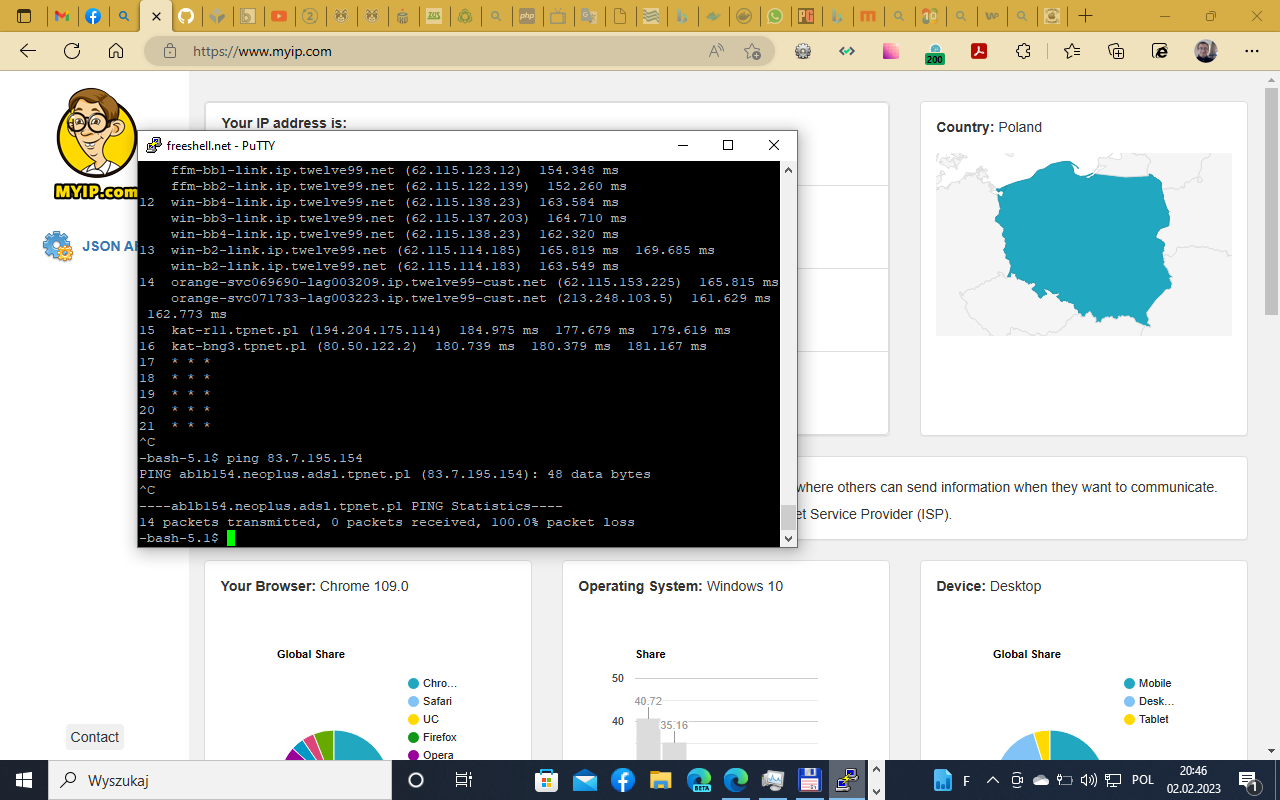 https://www.myip.com
200
Your IP address is:
Country: Poland
MYIP.com
JSON A
freeshell.net - PuTTY
ffm-bb1-link.ip.twelve99.net (62.115.123.12)  154.348 ms
ffm-bb2-link.ip.twelve99.net (62.115.122.139)  152.260 ms
12  win-bb4-link.ip.twelve99.net (62.115.138.23)  163.584 ms
win-bb3-link.ip.twelve99.net (62.115.137.203)  164.710 ms
win-bb4-link.ip.twelve99.net (62.115.138.23)  162.320 ms
13  win-b2-link.ip.twelve99.net (62.115.114.185)  165.819 ms  169.685 ms
win-b2-link.ip.twelve99.net (62.115.114.183)  163.549 ms
14  orange-svc069690-lag003209.ip.twelve99-cust.net (62.115.153.225)  165.815 ms
orange-svc071733-lag003223.ip.twelve99-cust.net (213.248.103.5)  161.629 ms
162.773 ms
15  kat-r11.tpnet.pl (194.204.175.114)  184.975 ms  177.679 ms  179.619 ms
16  kat-bng3.tpnet.pl (80.50.122.2)  180.739 ms  180.379 ms  181.167 ms
17  * * *
18  * * *
19  * * *
20  * * *
21  * * *
^C
-bash-5.1$ ping 83.7.195.154
PING ablb154.neoplus.adsl.tpnet.pl (83.7.195.154): 48 data bytes
^C
----ablb154.neoplus.adsl.tpnet.pl PING Statistics----
14 packets transmitted, 0 packets received, 100.0% packet loss
-bash-5.1$
where others can send information when they want to communicate.
et Service Provider (ISP).
Your Browser: Chrome 109.0
Operating System: Windows 10
Device: Desktop
Global Share
Chro...
Safari
UC
Firefox
Opera
Share
50
40.72
40
35.16
Global Share
Mobile
Desk...
Tablet
Contact
Wyszukaj
BETA
F
POL
20:46
02.02.2023
1